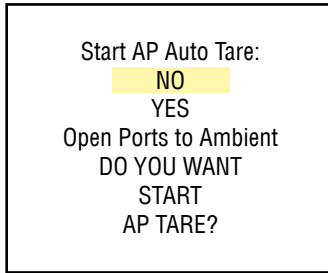 Start AP Auto Tare:
NO
YES
Open Ports to Ambient
DO YOU WANT
START
AP TARE?